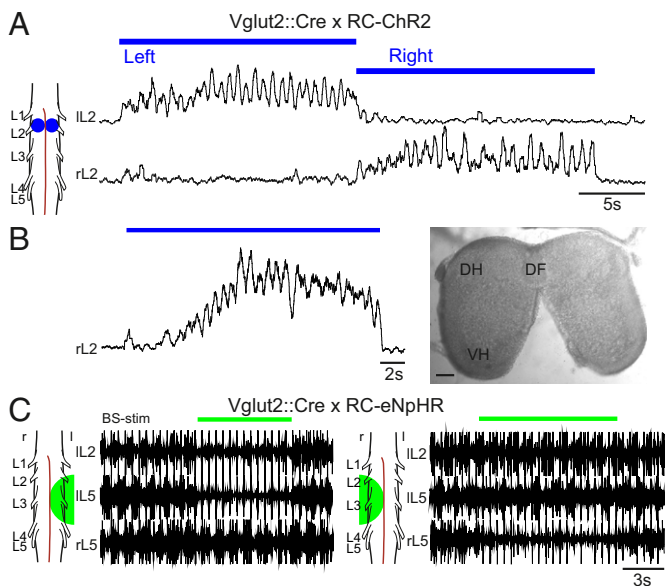 A
Vglut2::Cre x RC-ChR2
Left
Right
L1
L2
L3
L4
L5
lL2
rL2
5s
B
rL2
2s
DH
DF
VH
C
Vglut2::Cre x RC-eNpHR
BS-stim
r
l
L1
L2
L3
L4
L5
lL2
lL5
rL5
r
l
L1
L2
L3
L4
L5
lL2
lL5
rL5
3s